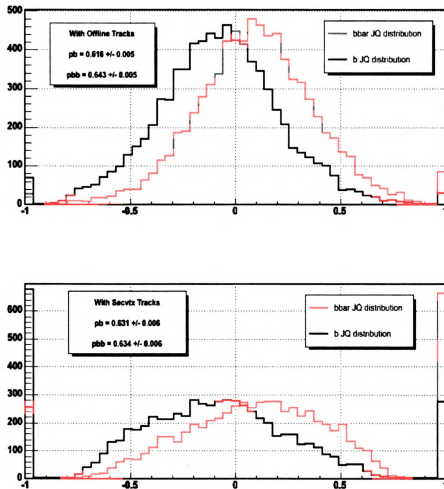 500
400
300
200
100
0
With Offline Tracks
pb = 0.616 +/- 0.005
pbb = 0.643 +/- 0.005
bbar JQ distribution
b JQ distribution
-1 -0.5 0 0.5
600
500
400
300
200
100
0
With Secvtx Tracks
pb = 0.631 +/- 0.006
pbb = 0.634 +/- 0.006
bbar JQ distribution
b JQ distribution
-1 -0.5 0 0.5